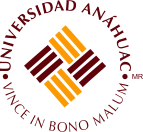 UNIVERSIDAD ANÁHUAC
• VINCE IN BONO MALUM •
MR